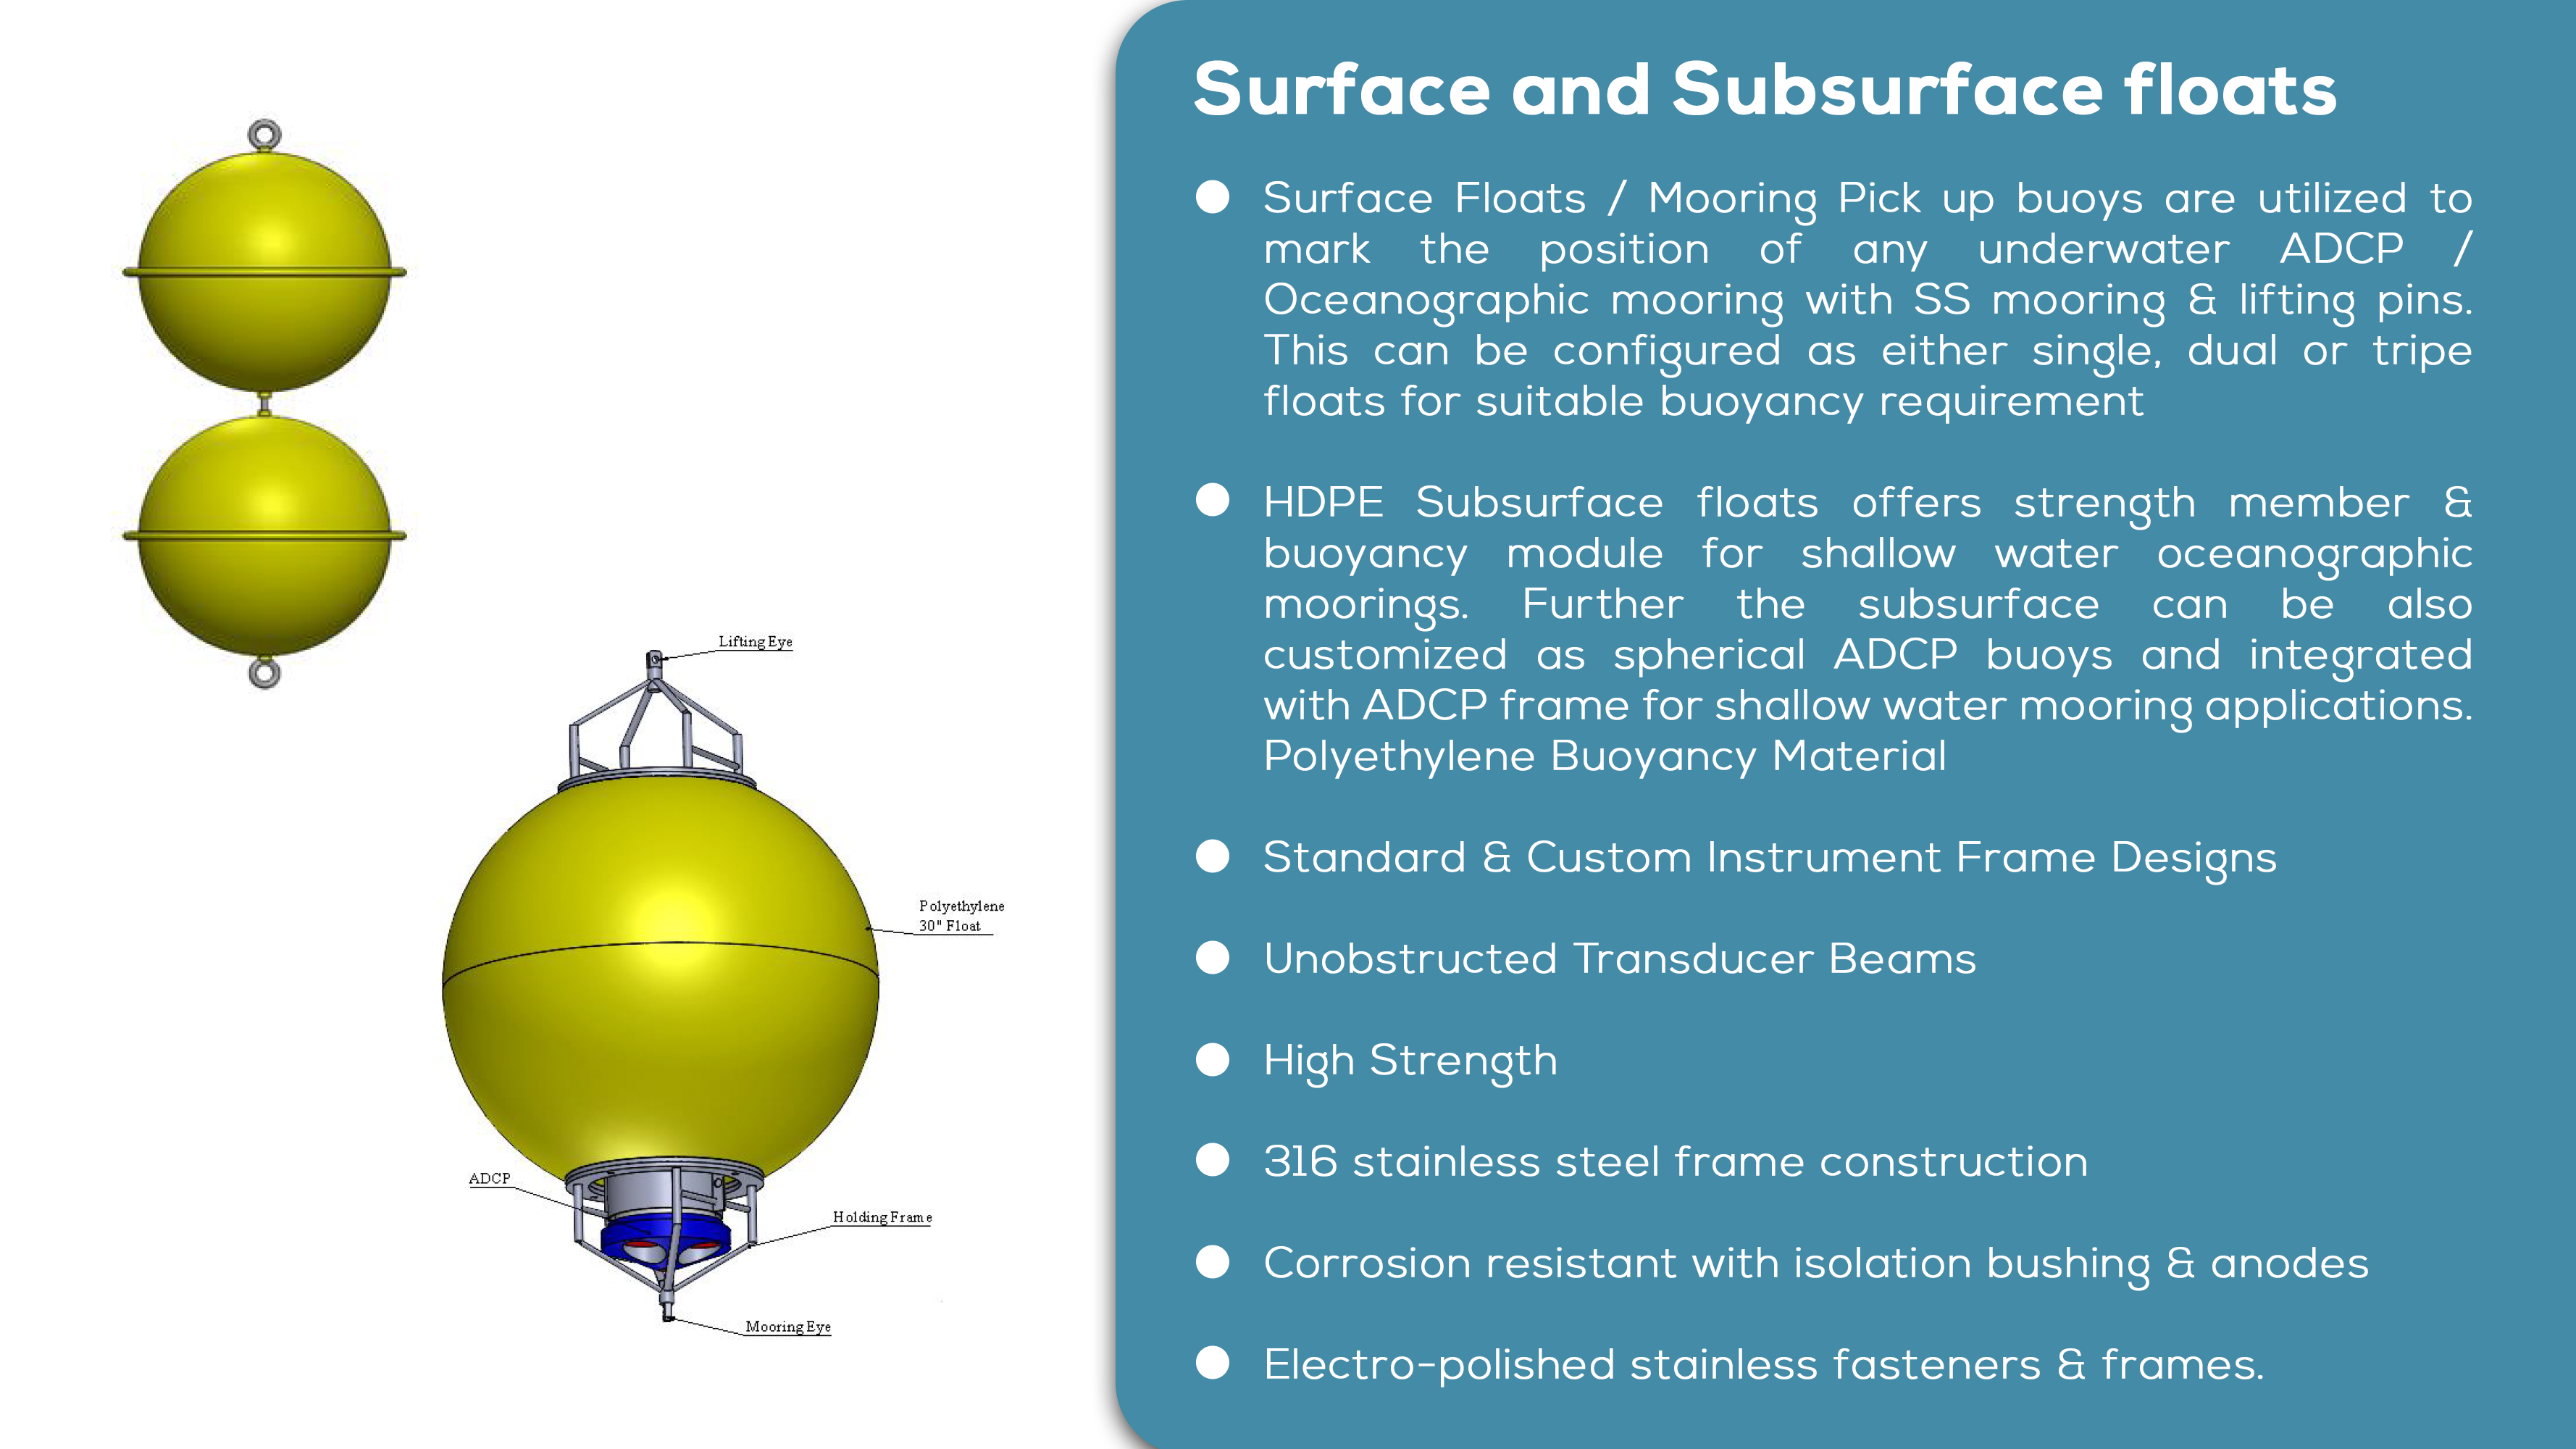 Surface and Subsurface floats
Surface Floats / Mooring Pick up buoys are utilized to
mark the position of any underwater ADCP /
Oceanographic mooring with SS mooring & lifting pins.
This can be configured as either single, dual or tripe
floats for suitable buoyancy requirement
HDPE Subsurface floats offers strength member &
buoyancy module for shallow water oceanographic
moorings. Further the subsurface can be also
customized as spherical ADCP buoys and integrated
with ADCP frame for shallow water mooring applications.
Polyethylene Buoyancy Material
Standard & Custom Instrument Frame Designs
Unobstructed Transducer Beams
High Strength
316 stainless steel frame construction
Corrosion resistant with isolation bushing & anodes
Electro-polished stainless fasteners & frames.
Lifting Eye
Polyethylene
30" Float
ADCP
Holding Frame
Mooring Eye